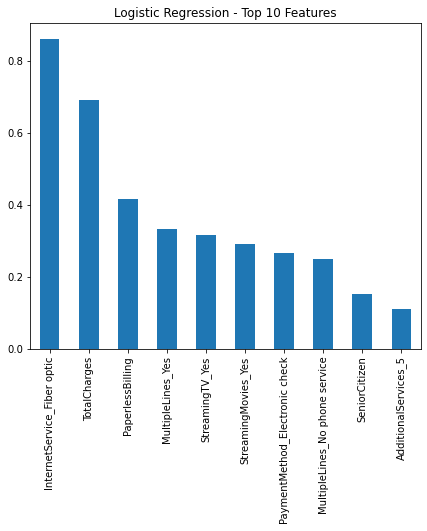 Logistic Regression - Top 10 Features
0.8
0.6
0.4
0.2
0.0
InternetService_Fiber optic
TotalCharges
PaperlessBilling
MultipleLines_Yes
StreamingTV_Yes
StreamingMovies_Yes
PaymentMethod_Electronic check
MultipleLines_No phone service
SeniorCitizen
AdditionalServices_5